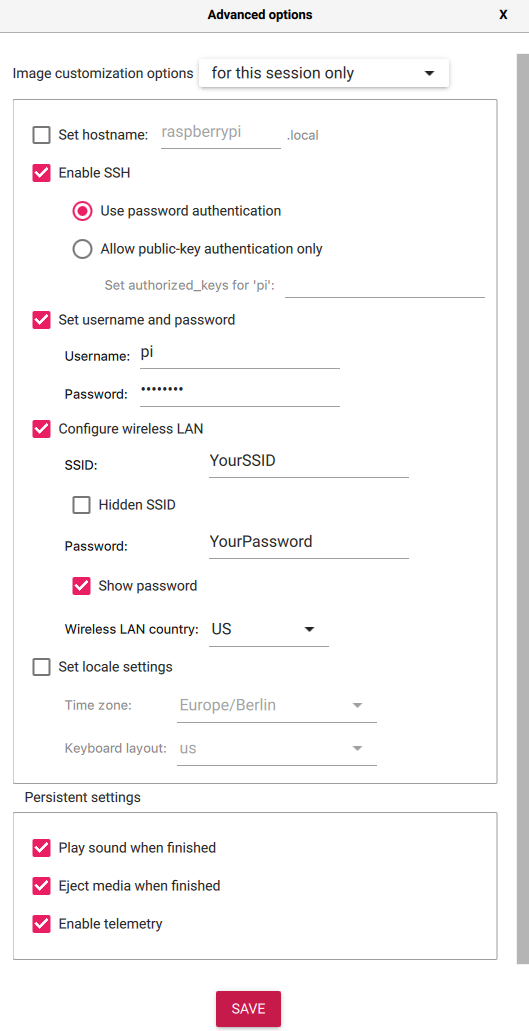 Advanced options X
Image customization options for this session only
Set hostname: raspberrypi .local
Enable SSH
Use password authentication
Allow public-key authentication only
Set authorized_keys for 'pi':
Set username and password
Username: pi
Password: ••••••••
Configure wireless LAN
SSID: YourSSID
Hidden SSID
Password: YourPassword
Show password
Wireless LAN country: US
Set locale settings
Time zone: Europe/Berlin
Keyboard layout: us
Persistent settings
Play sound when finished
Eject media when finished
Enable telemetry
SAVE